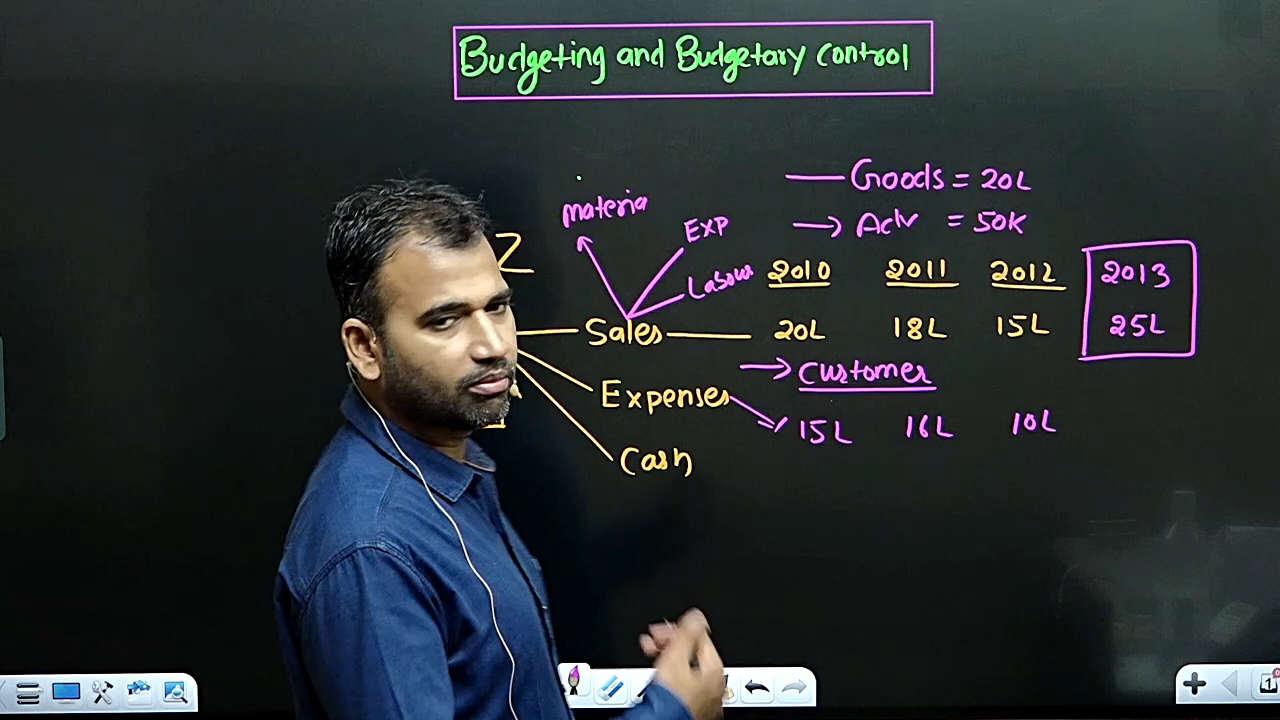 Budgeting and Budgetary control
Goods = 20L
Materia
Adv = 50K
EXP
Z
Labour
2010 2011 2012 2013
Sales 20L 18L 15L 25L
Customer
Expenses
15L 16L 10L
Cash
1